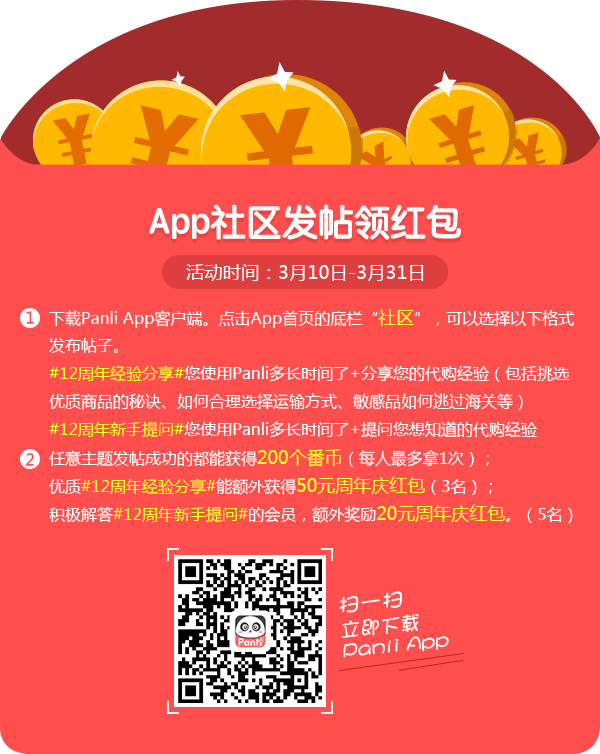 ¥ ¥ ¥ ¥ ¥ ¥
App社区发帖领红包
活动时间：3月10日-3月31日
1 下载Panli App客户端。点击App首页的底栏“社区”，可以选择以下格式
发布帖子。
#12周年经验分享#您使用Panli多长时间了+分享您的代购经验（包括挑选
优质商品的秘诀、如何合理选择运输方式、敏感品如何逃过海关等）
#12周年新手提问#您使用Panli多长时间了+提问您想知道的代购经验
2 任意主题发帖成功的都能获得200个番币（每人最多拿1次）；
优质#12周年经验分享#能额外获得50元周年庆红包（3名）；
积极解答#12周年新手提问#的会员，额外奖励20元周年庆红包。（5名）
Panli
扫一扫
立即下载
Panli App